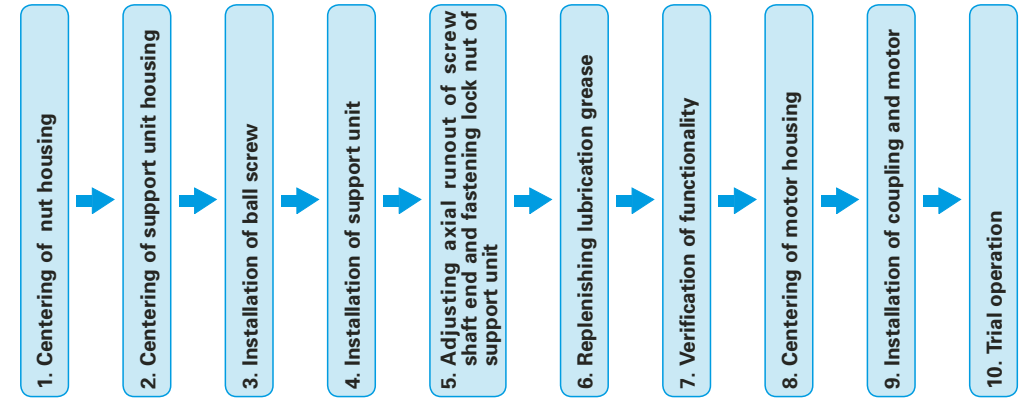 1. Centering of nut housing
2. Centering of support unit housing
3. Installation of ball screw
4. Installation of support unit
5. Adjusting axial runout of screw
shaft end and fastening lock nut of
support unit
6. Replenishing lubrication grease
7. Verification of functionality
8. Centering of motor housing
9. Installation of coupling and motor
10. Trial operation